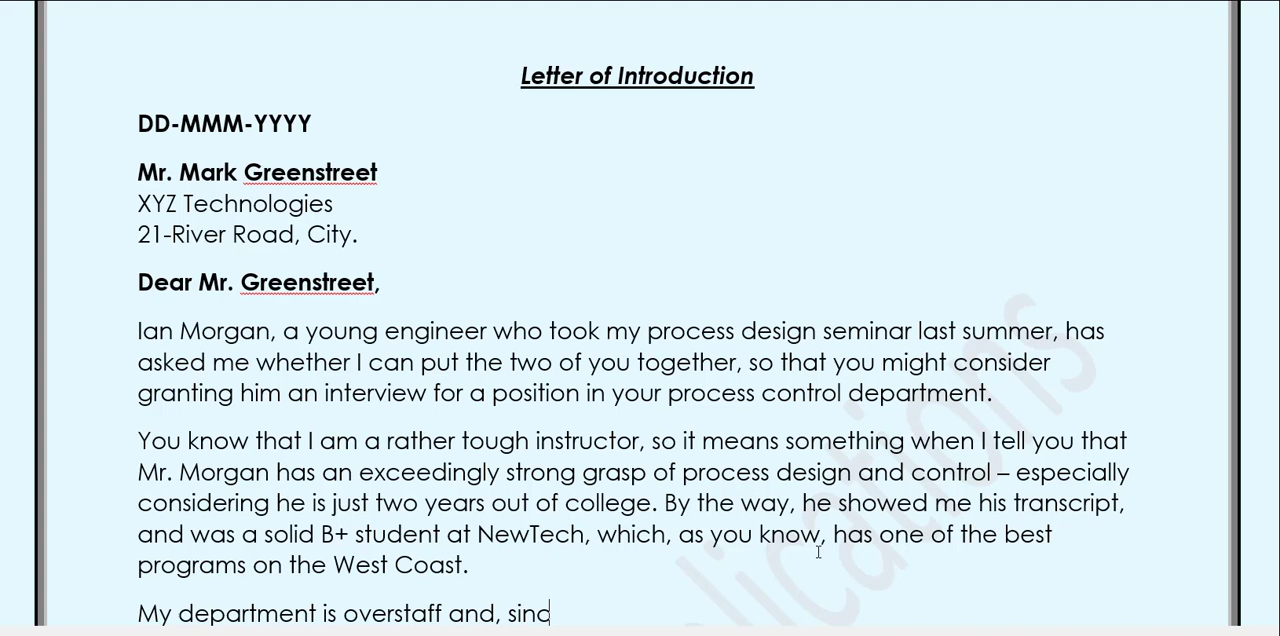 Letter of Introduction
DD-MMM-YYYY
Mr. Mark Greenstreet
XYZ Technologies
21-River Road, City.
Dear Mr. Greenstreet,
Ian Morgan, a young engineer who took my process design seminar last summer, has
asked me whether I can put the two of you together, so that you might consider
granting him an interview for a position in your process control department.
You know that I am a rather tough instructor, so it means something when I tell you that
Mr. Morgan has an exceedingly strong grasp of process design and control – especially
considering he is just two years out of college. By the way, he showed me his transcript,
and was a solid B+ student at NewTech, which, as you know, has one of the best
programs on the West Coast.
My department is overstaff and, sinc